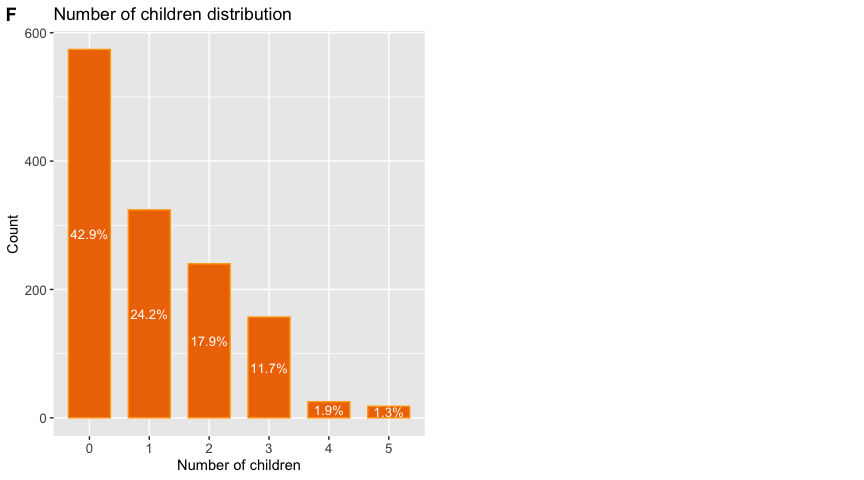 F Number of children distribution
600
400
200
0
Count
42.9%
24.2%
17.9%
11.7%
1.9%
1.3%
0 1 2 3 4 5
Number of children